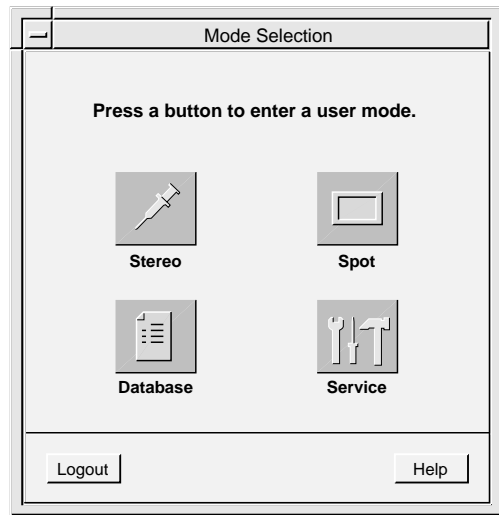 Mode Selection
Press a button to enter a user mode.
Stereo
Spot
Database
Service
Logout
Help